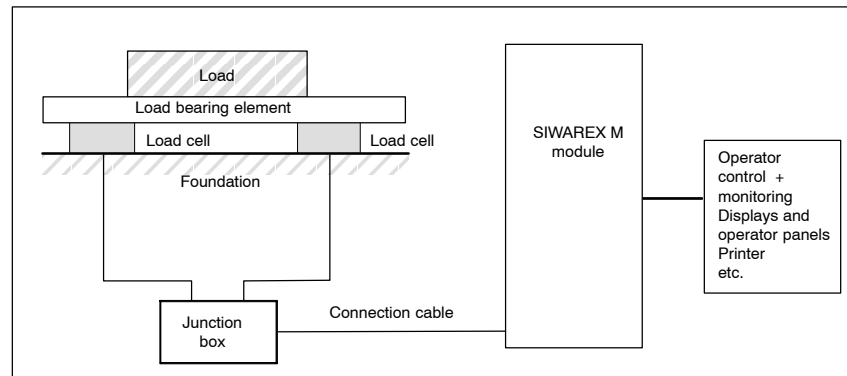 Load
Load bearing element
Load cell
Load cell
Foundation
Junction
box
Connection cable
SIWAREX M
module
Operator
control +
monitoring
Displays and
operator panels
Printer
etc.